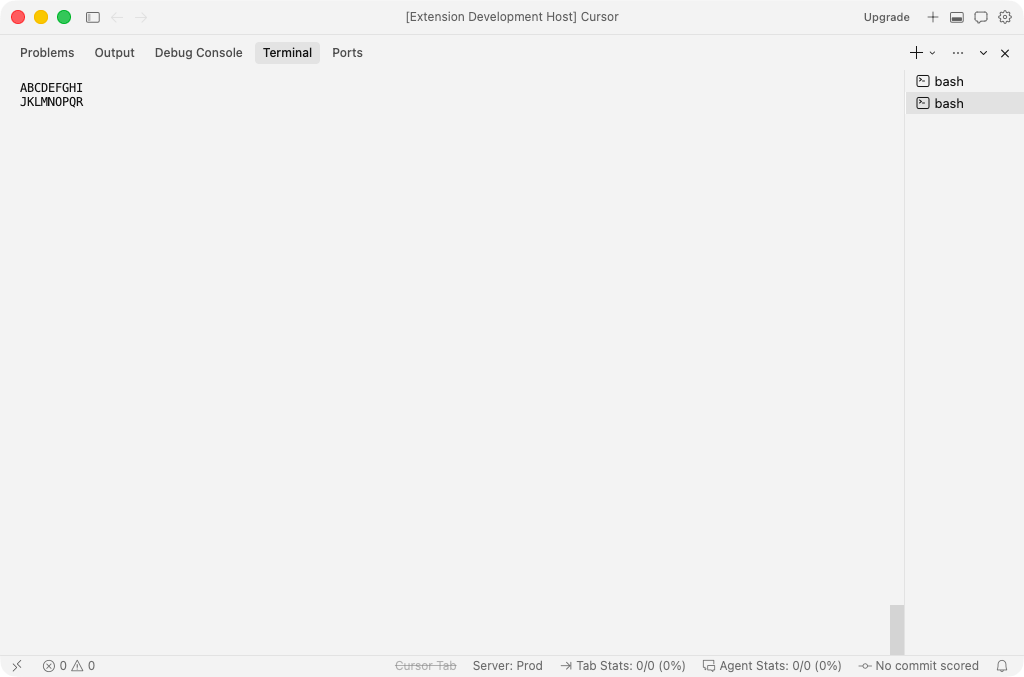 [Extension Development Host] Cursor
Upgrade
Problems Output Debug Console Terminal Ports
ABCDEFGHI
JKLMNOPQR
bash
bash
0 0 Cursor Tab Server: Prod Tab Stats: 0/0 (0%) Agent Stats: 0/0 (0%) No commit scored